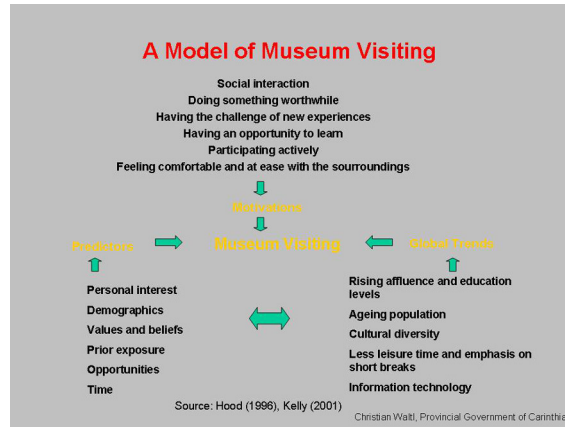 A Model of Museum Visiting
Social interaction
Doing something worthwhile
Having the challenge of new experiences
Having an opportunity to learn
Participating actively
Feeling comfortable and at ease with the sourroundings
Motivations
Predictors
Museum Visiting
Global Trends
Personal interest
Demographics
Values and beliefs
Prior exposure
Opportunities
Time
Rising affluence and education
levels
Ageing population
Cultural diversity
Less leisure time and emphasis on
short breaks
Information technology
Source: Hood (1996), Kelly (2001)
Christian Waltl, Provincial Government of Carinthia